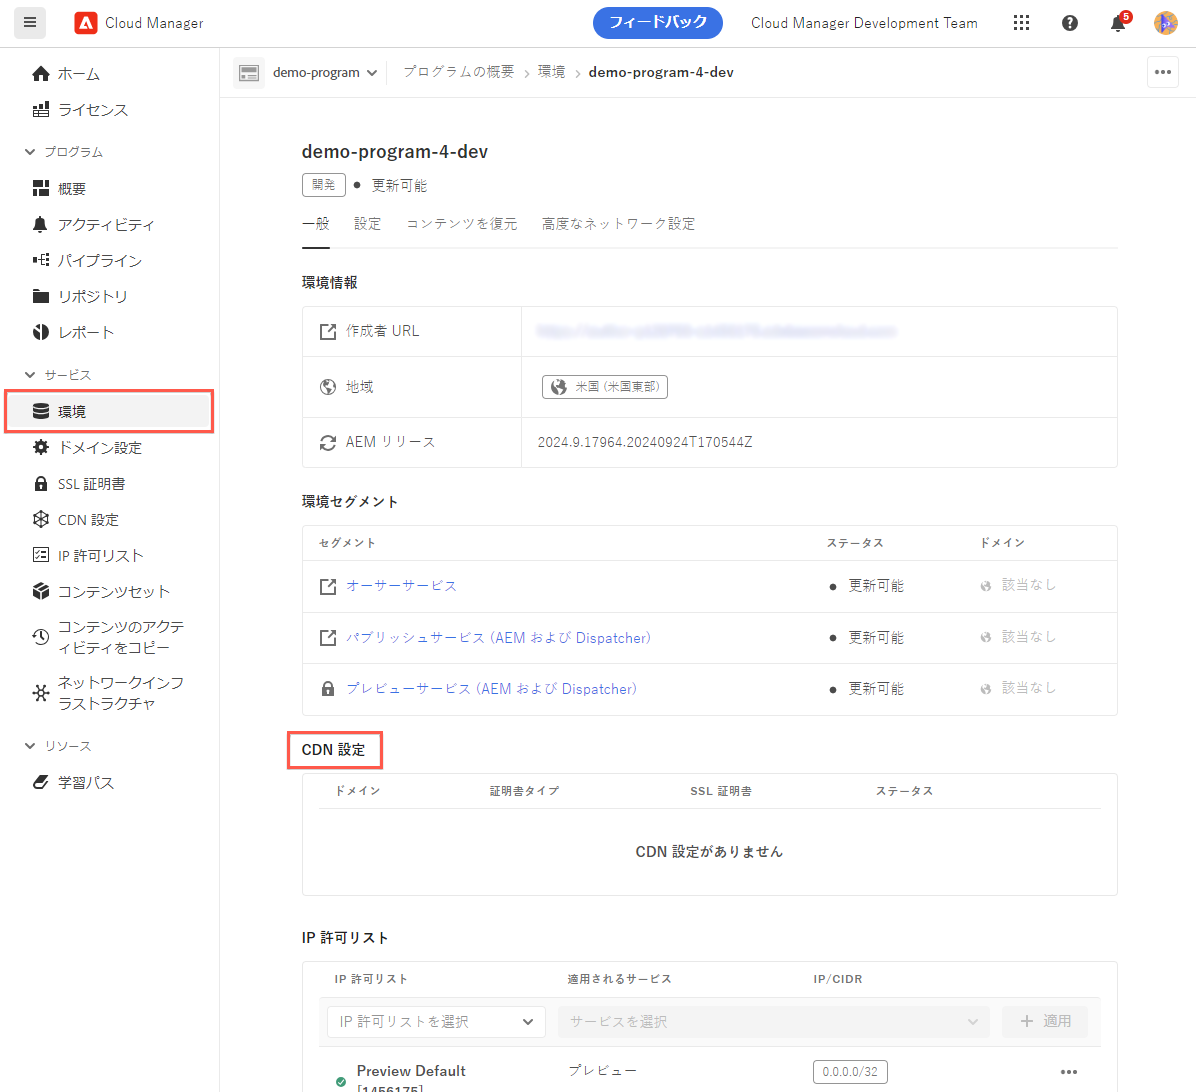 Cloud Manager
フィードバック
Cloud Manager Development Team
5
ホーム
ライセンス
プログラム
概要
アクティビティ
パイプライン
リポジトリ
レポート
サービス
環境
ドメイン設定
SSL 証明書
CDN 設定
IP 許可リスト
コンテンツセット
コンテンツのアクテ
ィビティをコピー
ネットワークインフ
ラストラクチャ
リソース
学習パス
demo-program
プログラムの概要 > 環境 > demo-program-4-dev
demo-program-4-dev
開発 ● 更新可能
一般 設定 コンテンツを復元 高度なネットワーク設定
環境情報
作成者 URL
地域 米国 (米国東部)
AEM リリース 2024.9.17964.20240924T170544Z
環境セグメント
セグメント ステータス ドメイン
オーサーサービス ● 更新可能 該当なし
パブリッシュサービス (AEM および Dispatcher) ● 更新可能 該当なし
プレビューサービス (AEM および Dispatcher) ● 更新可能 該当なし
CDN 設定
ドメイン 証明書タイプ SSL 証明書 ステータス
CDN 設定がありません
IP 許可リスト
IP 許可リスト 適用されるサービス IP/CIDR
IP 許可リストを選択 サービスを選択 + 適用
Preview Default プレビュー 0.0.0.0/32
[1456175]